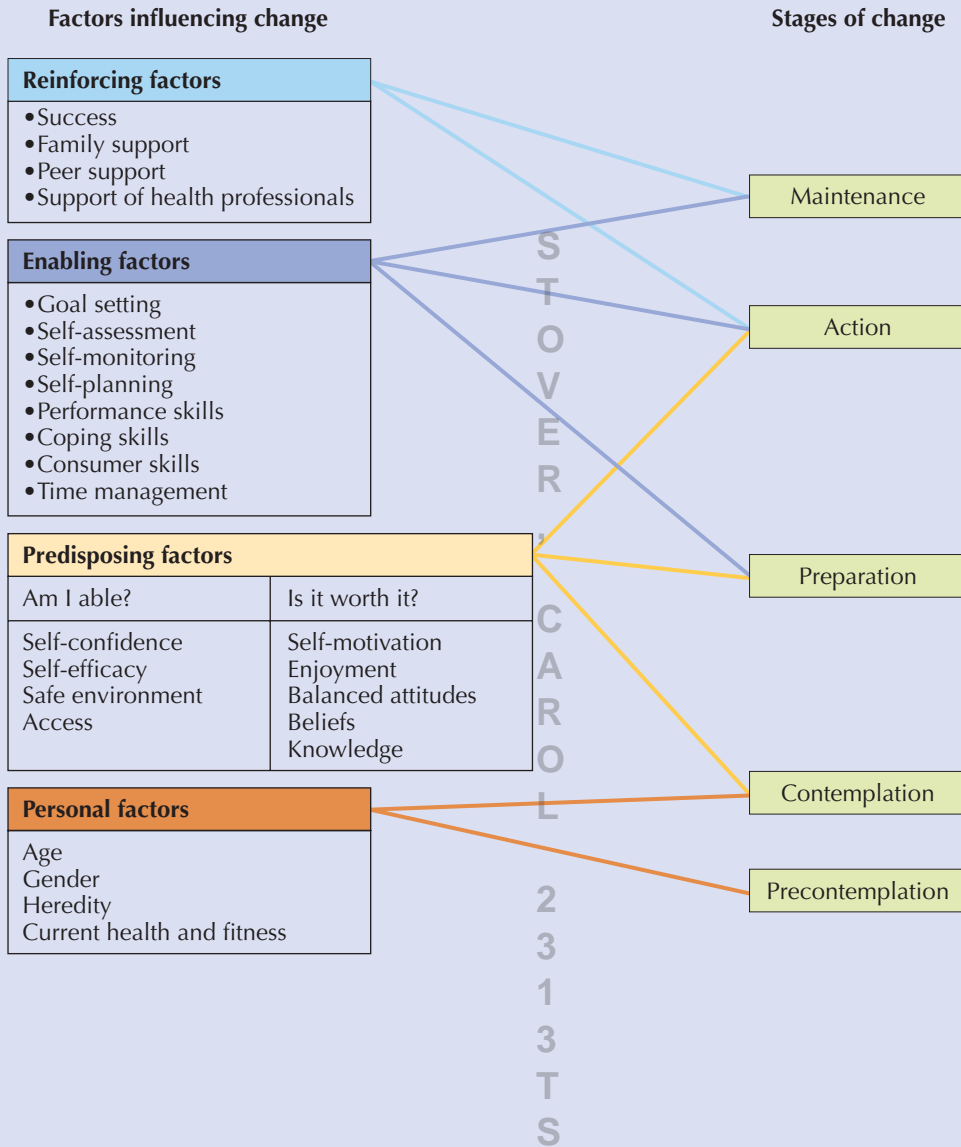 Factors influencing change
Stages of change
Reinforcing factors
•Success
•Family support
•Peer support
•Support of health professionals
Enabling factors
•Goal setting
•Self-assessment
•Self-monitoring
•Self-planning
•Performance skills
•Coping skills
•Consumer skills
•Time management
Predisposing factors
Am I able?
Self-confidence
Self-efficacy
Safe environment
Access
Is it worth it?
Self-motivation
Enjoyment
Balanced attitudes
Beliefs
Knowledge
Personal factors
Age
Gender
Heredity
Current health and fitness
Maintenance
Action
Preparation
Contemplation
Precontemplation
STOVER, CAROL 2313TS